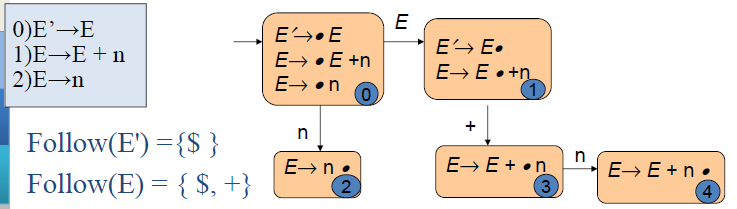 0)E’→E
1)E→E + n
2)E→n
Follow(E') ={$ }
Follow(E) = { $, +}
E′→• E
E→ • E +n
E→ • n
0
E
E′→ E•
E→ E • +n
1
n
+
E→ n •
2
E→ E + • n
3
n
E→ E + n •
4